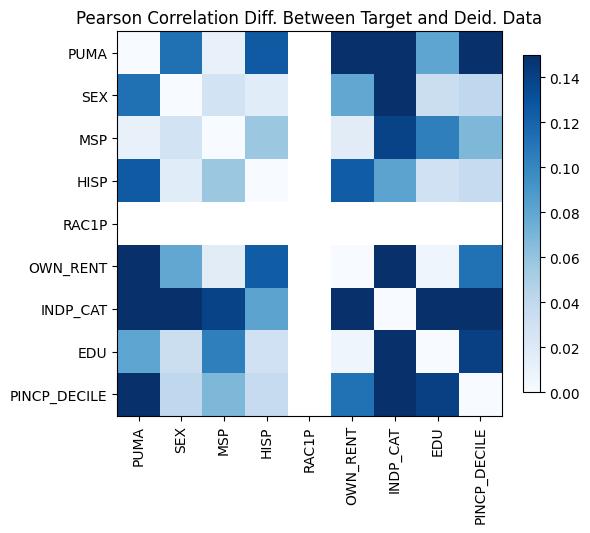 Pearson Correlation Diff. Between Target and Deid. Data
PUMA
SEX
MSP
HISP
RAC1P
OWN_RENT
INDP_CAT
EDU
PINCP_DECILE
PUMA
SEX
MSP
HISP
RAC1P
OWN_RENT
INDP_CAT
EDU
PINCP_DECILE
0.14
0.12
0.10
0.08
0.06
0.04
0.02
0.00